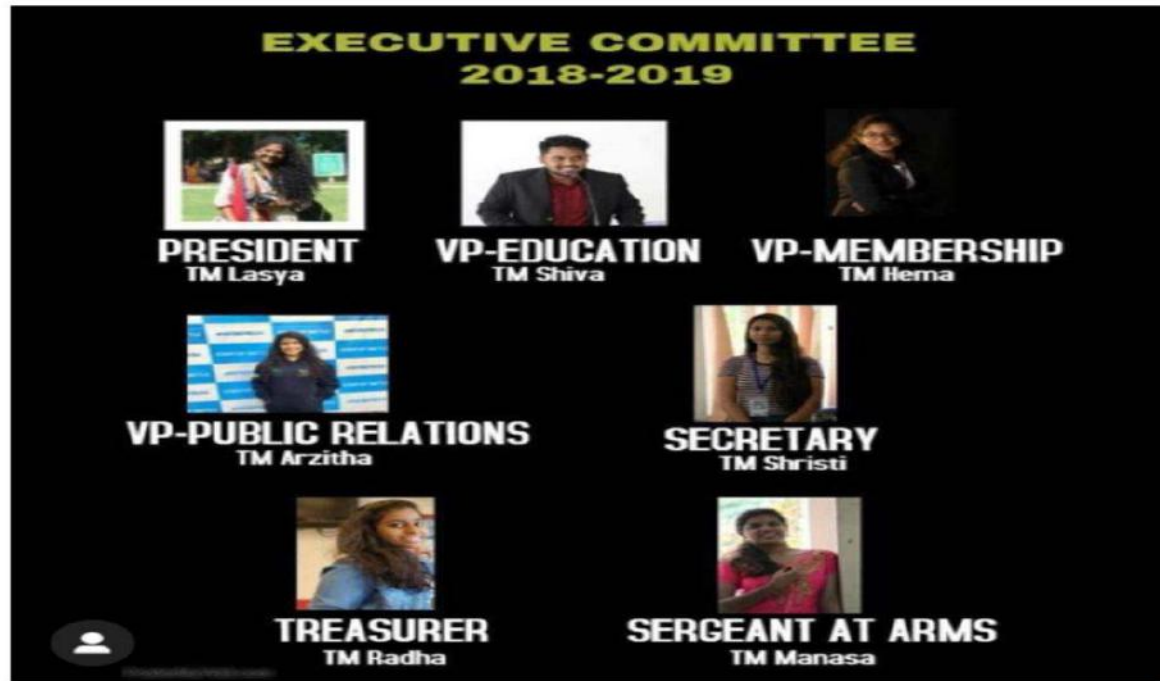 EXECUTIVE COMMITTEE
2018-2019
PRESIDENT
TM Lasya
VP-EDUCATION
TM Shiva
VP-MEMBERSHIP
TM Hema
VP-PUBLIC RELATIONS
TM Arzitha
SECRETARY
TM Shristi
TREASURER
TM Radha
SERGEANT AT ARMS
TM Manasa